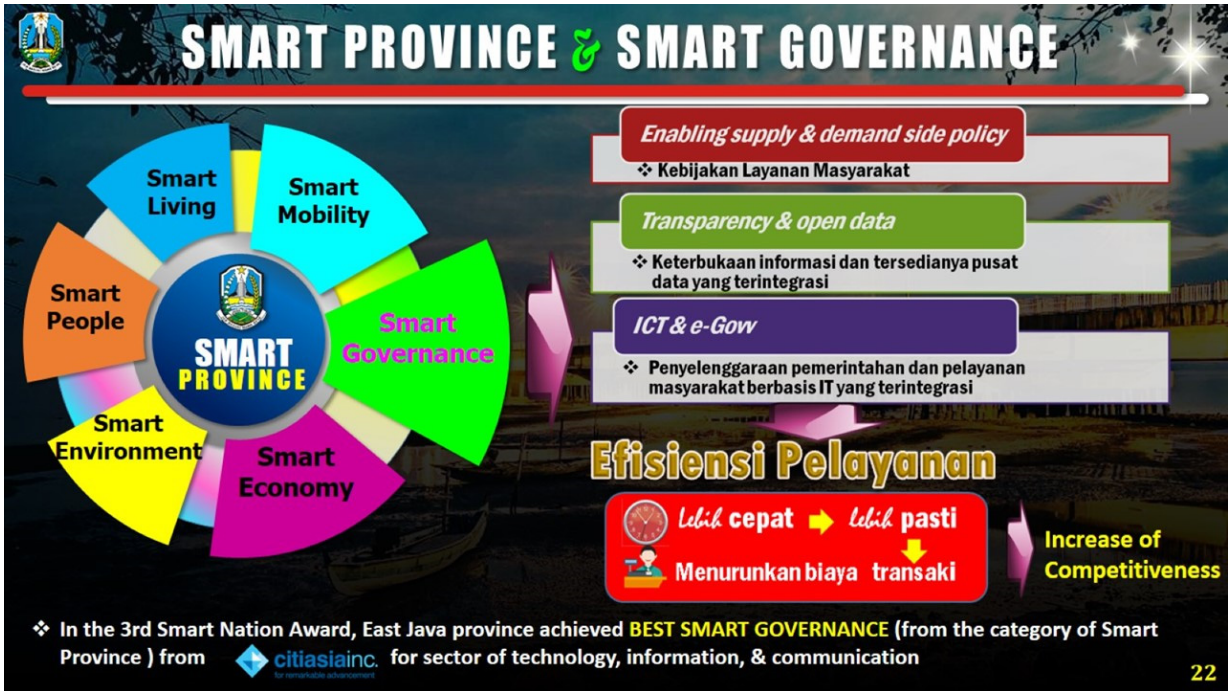 SMART PROVINCE & SMART GOVERNANCE
Smart
Living
Smart
Mobility
Smart
People
Smart
Governance
SMART
PROVINCE
Smart
Environment
Smart
Economy
Enabling supply & demand side policy
❖ Kebijakan Layanan Masyarakat
Transparency & open data
❖ Keterbukaan informasi dan tersedianya pusat
data yang terintegrasi
ICT & e-Gow
❖ Penyelenggaraan pemerintahan dan pelayanan
masyarakat berbasis IT yang terintegrasi
Efisiensi Pelayanan
Lebih cepat lebih pasti
Menurunkan biaya transaki
Increase of
Competitiveness
❖ In the 3rd Smart Nation Award, East Java province achieved BEST SMART GOVERNANCE (from the category of Smart
Province ) from citiasiainc. for sector of technology, information, & communication
for remarkable advancement
22